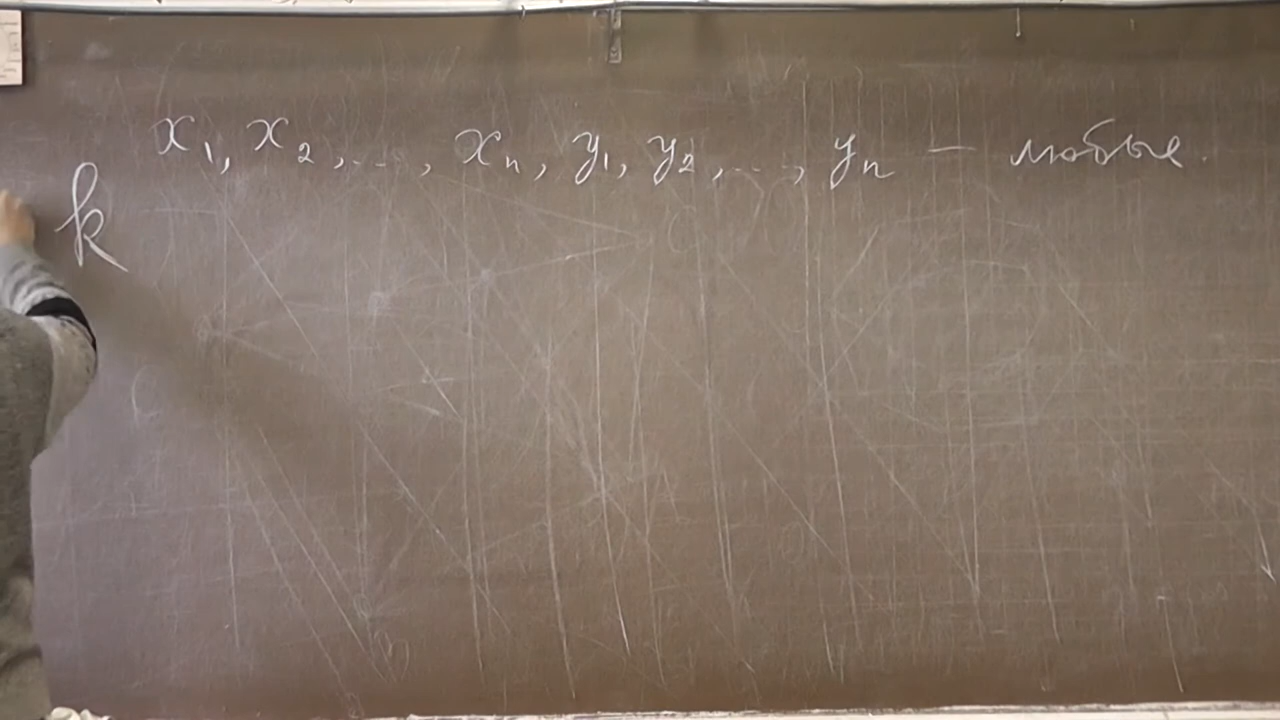 x₁, x₂, ..., xₙ, y₁, y₂, ..., yₙ — любые.
k